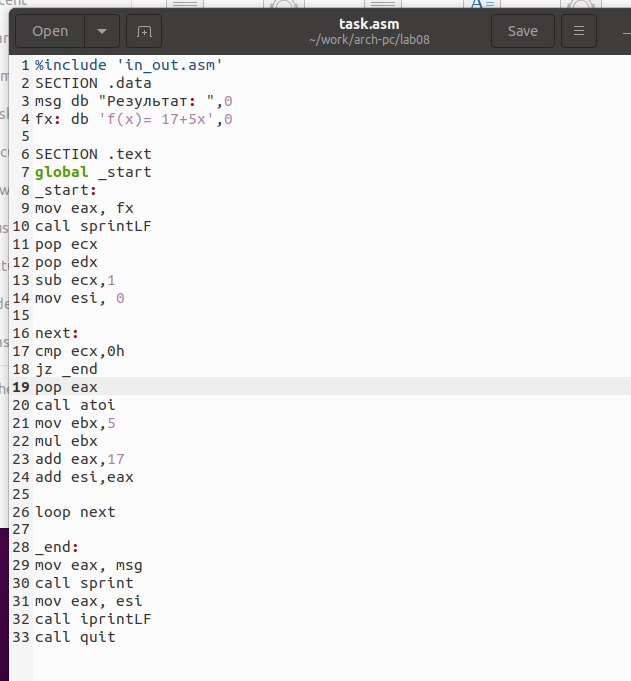 Open
task.asm
~/work/arch-pc/lab08
Save
1 %include 'in_out.asm'
2 SECTION .data
3 msg db "Результат: ",0
4 fx: db 'f(x)= 17+5x',0
5
6 SECTION .text
7 global _start
8 _start:
9 mov eax, fx
10 call sprintLF
11 pop ecx
12 pop edx
13 sub ecx,1
14 mov esi, 0
15
16 next:
17 cmp ecx,0h
18 jz _end
19 pop eax
20 call atoi
21 mov ebx,5
22 mul ebx
23 add eax,17
24 add esi,eax
25
26 loop next
27
28 _end:
29 mov eax, msg
30 call sprint
31 mov eax, esi
32 call iprintLF
33 call quit